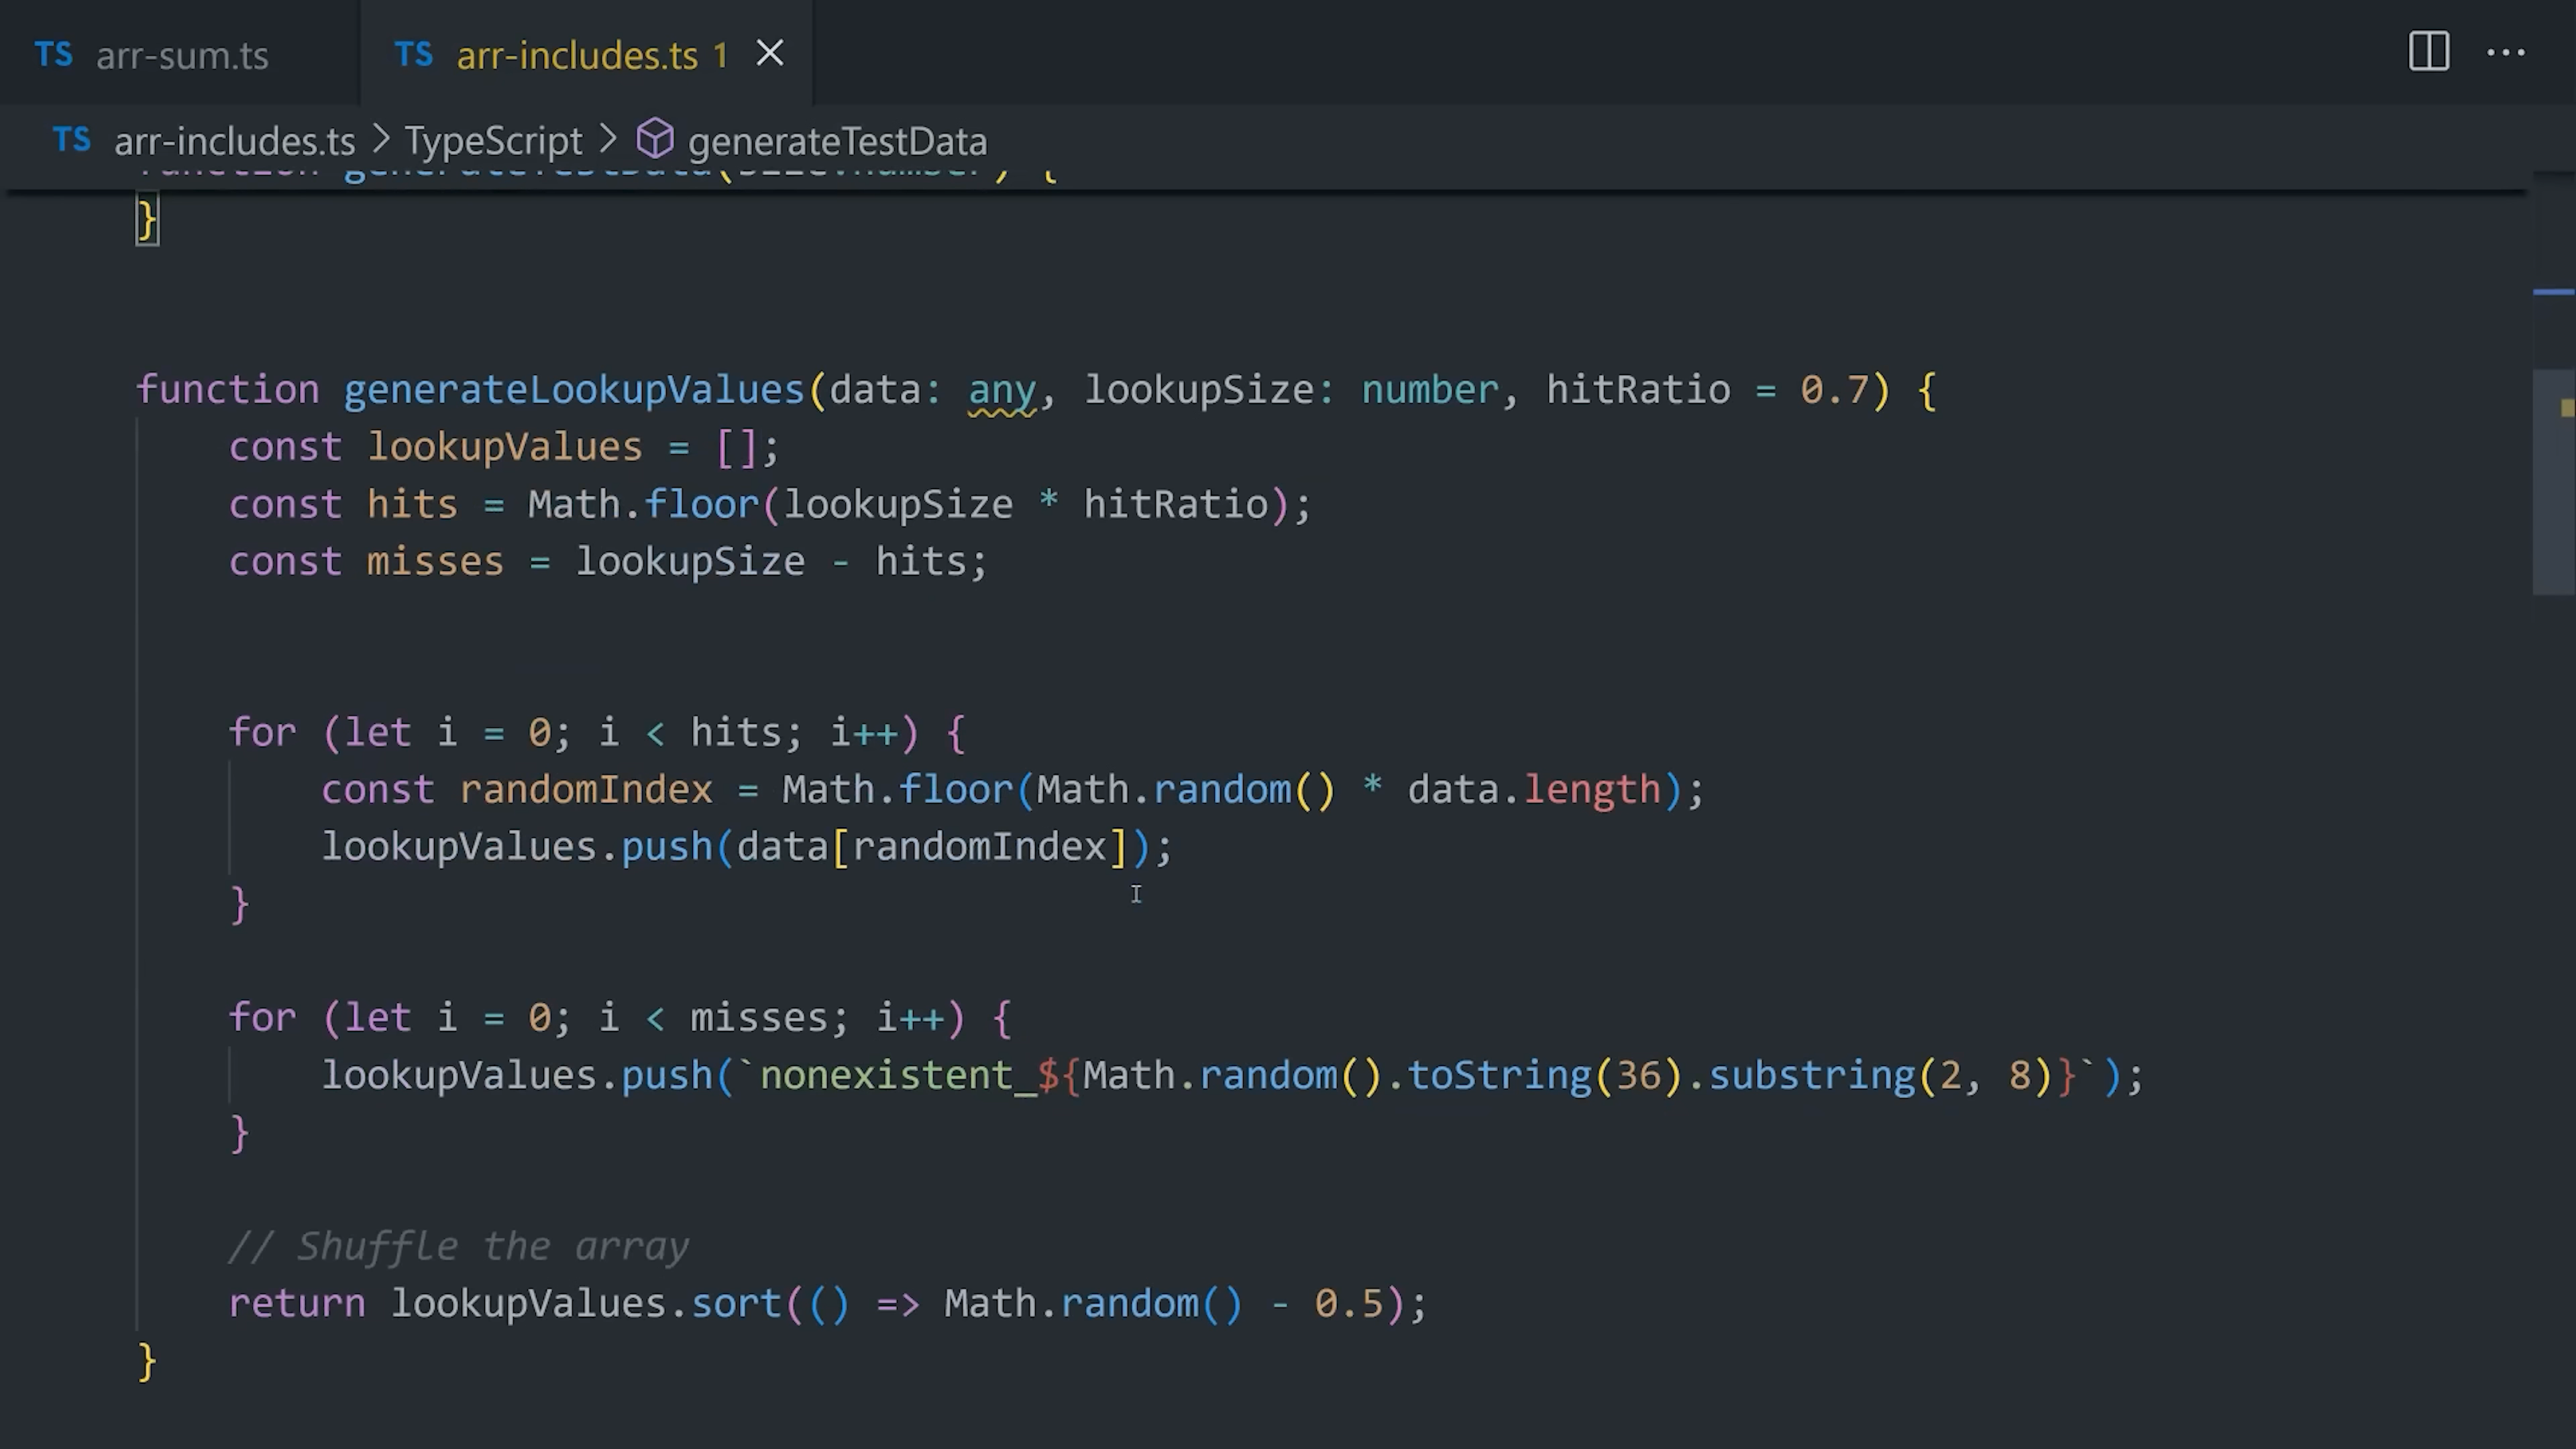 TS arr-sum.ts TS arr-includes.ts 1
TS arr-includes.ts > TypeScript > generateTestData
function generateTestData(size:number) {
}
function generateLookupValues(data: any, lookupSize: number, hitRatio = 0.7) {
const lookupValues = [];
const hits = Math.floor(lookupSize * hitRatio);
const misses = lookupSize - hits;
for (let i = 0; i < hits; i++) {
const randomIndex = Math.floor(Math.random() * data.length);
lookupValues.push(data[randomIndex]);
}
for (let i = 0; i < misses; i++) {
lookupValues.push(`nonexistent_${Math.random().toString(36).substring(2, 8)}`);
}
// Shuffle the array
return lookupValues.sort(() => Math.random() - 0.5);
}